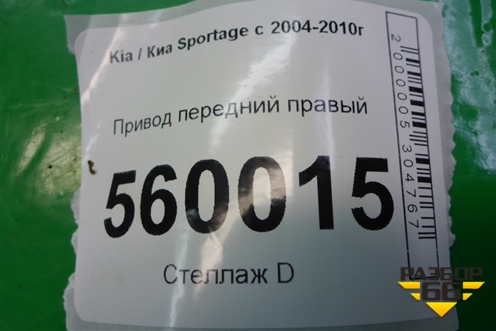 Kia / Киа Sportage с 2004-2010г
Привод передний правый
560015
Стеллаж D
2000005304767
РАЗБОР
66